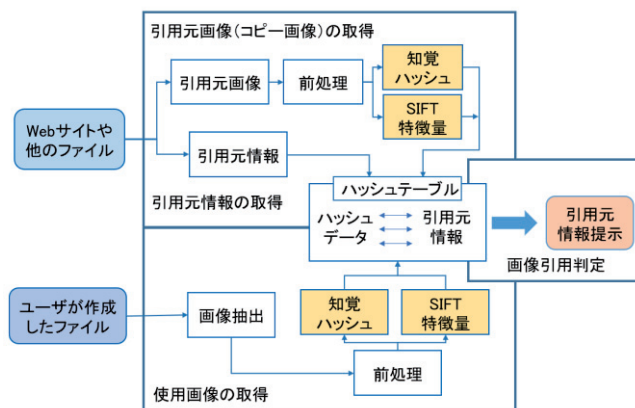 引用元画像(コピー画像)の取得
引用元画像
前処理
知覚
ハッシュ
SIFT
特徴量
Webサイトや
他のファイル
引用元情報
引用元情報の取得
ハッシュテーブル
ハッシュ
データ
引用元
情報
引用元
情報提示
画像引用判定
ユーザが作成
したファイル
画像抽出
知覚
ハッシュ
SIFT
特徴量
前処理
使用画像の取得